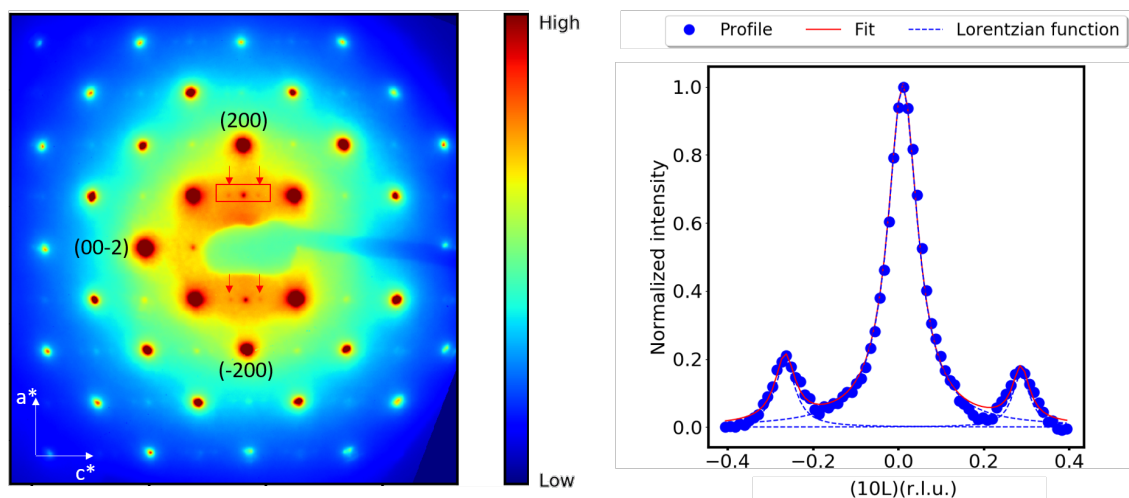 High
(200)
(00-2)
(-200)
a*
c*
Low
Profile
Fit
Lorentzian function
Normalized intensity
1.0
0.8
0.6
0.4
0.2
0.0
−0.4
−0.2
0.0
0.2
0.4
(10L)(r.l.u.)